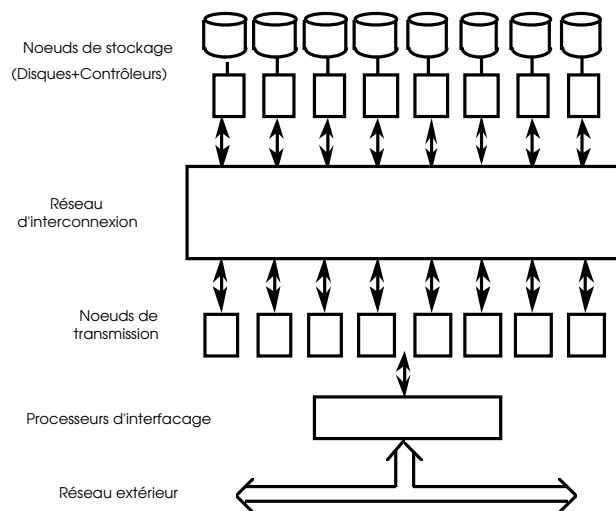 Noeuds de stockage
(Disques+Contrôleurs)
Réseau
d'interconnexion
Noeuds de
transmission
Processeurs d'interfacage
Réseau extérieur